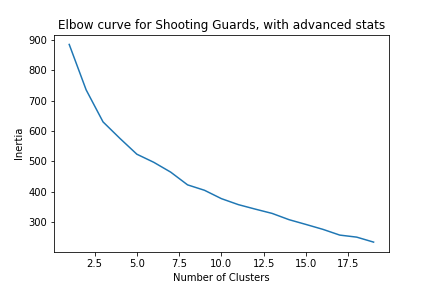 Elbow curve for Shooting Guards, with advanced stats
900
800
700
600
500
400
300
Inertia
2.5 5.0 7.5 10.0 12.5 15.0 17.5
Number of Clusters